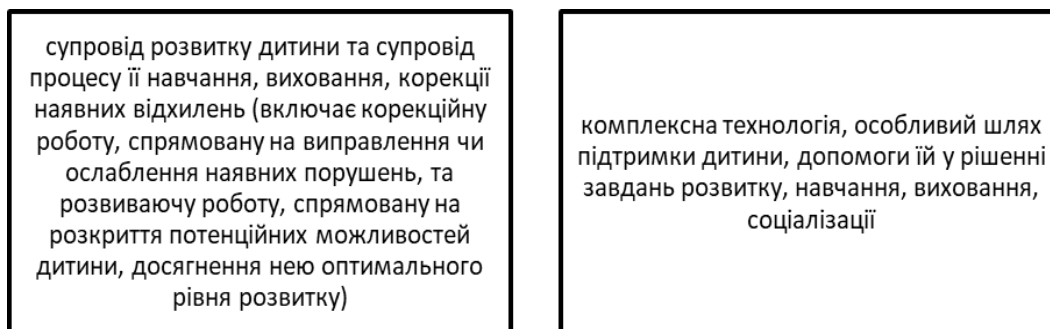 супровід розвитку дитини та супровід
процесу її навчання, виховання, корекції
наявних відхилень (включає корекційну
роботу, спрямовану на виправлення чи
ослаблення наявних порушень, та
розвиваючу роботу, спрямовану на
розкриття потенційних можливостей
дитини, досягнення нею оптимального
рівня розвитку)
комплексна технологія, особливий шлях
підтримки дитини, допомоги їй у рішенні
завдань розвитку, навчання, виховання,
соціалізації